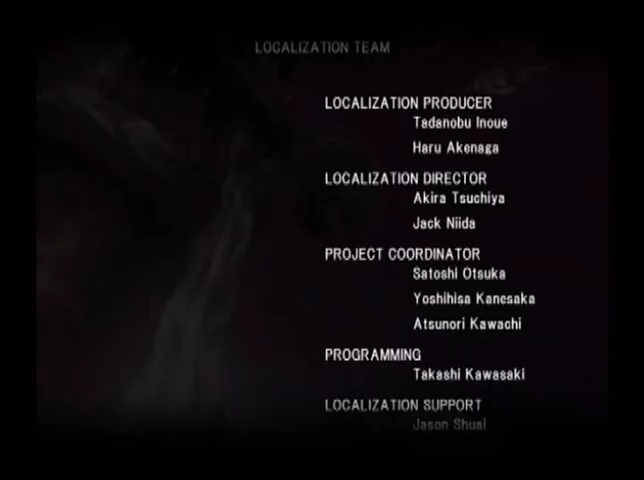 LOCALIZATION TEAM
LOCALIZATION PRODUCER
Tadanobu Inoue
Haru Akenaga
LOCALIZATION DIRECTOR
Akira Tsuchiya
Jack Niida
PROJECT COORDINATOR
Satoshi Otsuka
Yoshihisa Kanesaka
Atsunori Kawachi
PROGRAMMING
Takashi Kawasaki
LOCALIZATION SUPPORT
Jason Shuai